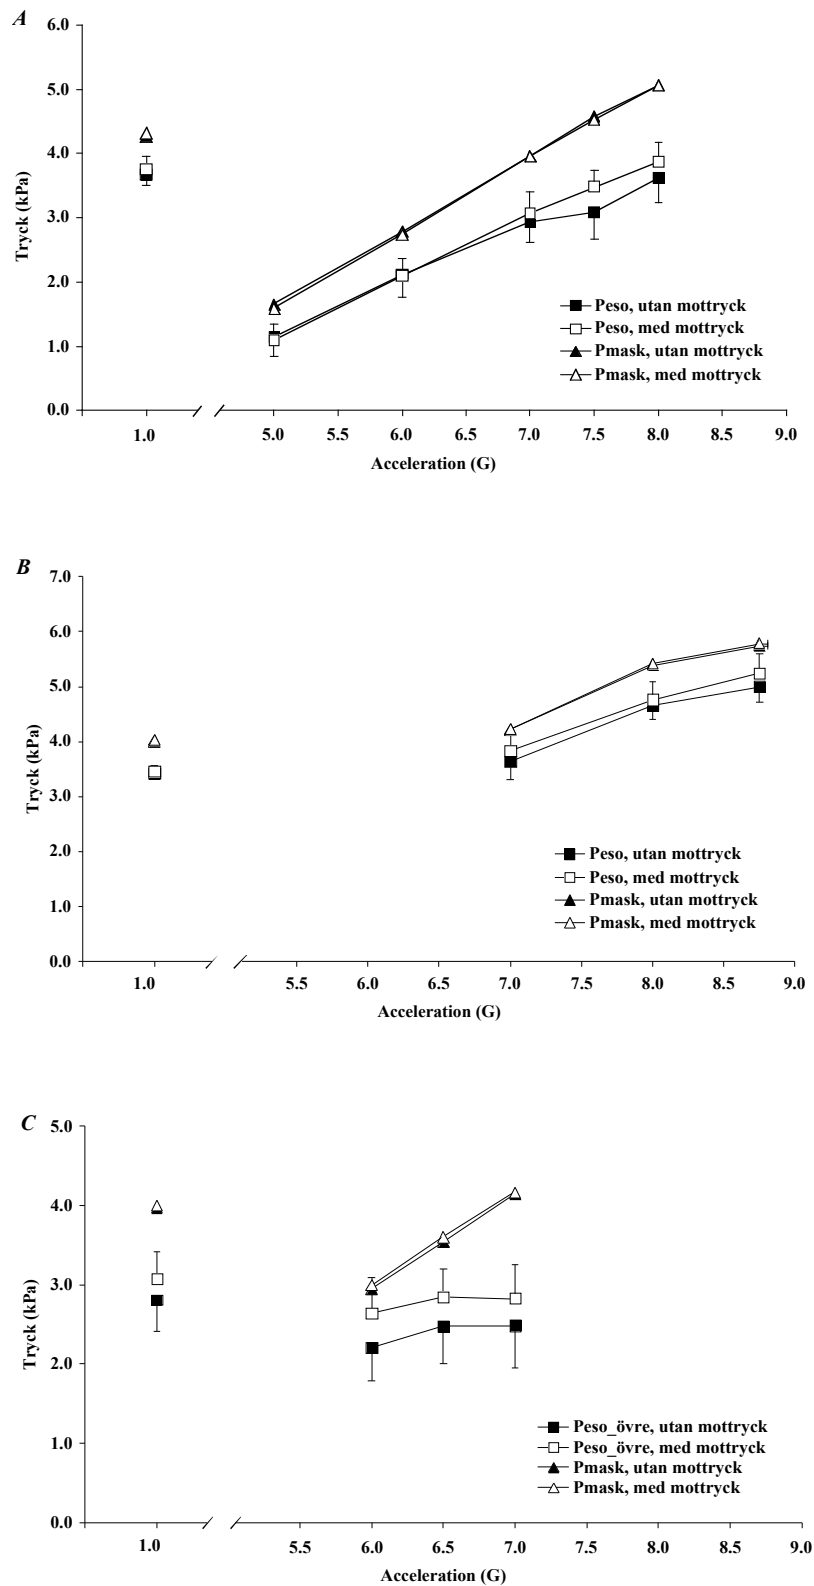 A
6.0
5.0
4.0
3.0
2.0
1.0
0.0
Tryck (kPa)
Peso, utan mottryck
Peso, med mottryck
Pmask, utan mottryck
Pmask, med mottryck
1.0 5.0 5.5 6.0 6.5 7.0 7.5 8.0 8.5 9.0
Acceleration (G)
B
7.0
6.0
5.0
4.0
3.0
2.0
1.0
0.0
Tryck (kPa)
Peso, utan mottryck
Peso, med mottryck
Pmask, utan mottryck
Pmask, med mottryck
1.0 5.5 6.0 6.5 7.0 7.5 8.0 8.5 9.0
Acceleration (G)
C
5.0
4.0
3.0
2.0
1.0
0.0
Tryck (kPa)
Peso_övre, utan mottryck
Peso_övre, med mottryck
Pmask, utan mottryck
Pmask, med mottryck
1.0 5.5 6.0 6.5 7.0 7.5 8.0 8.5 9.0
Acceleration (G)